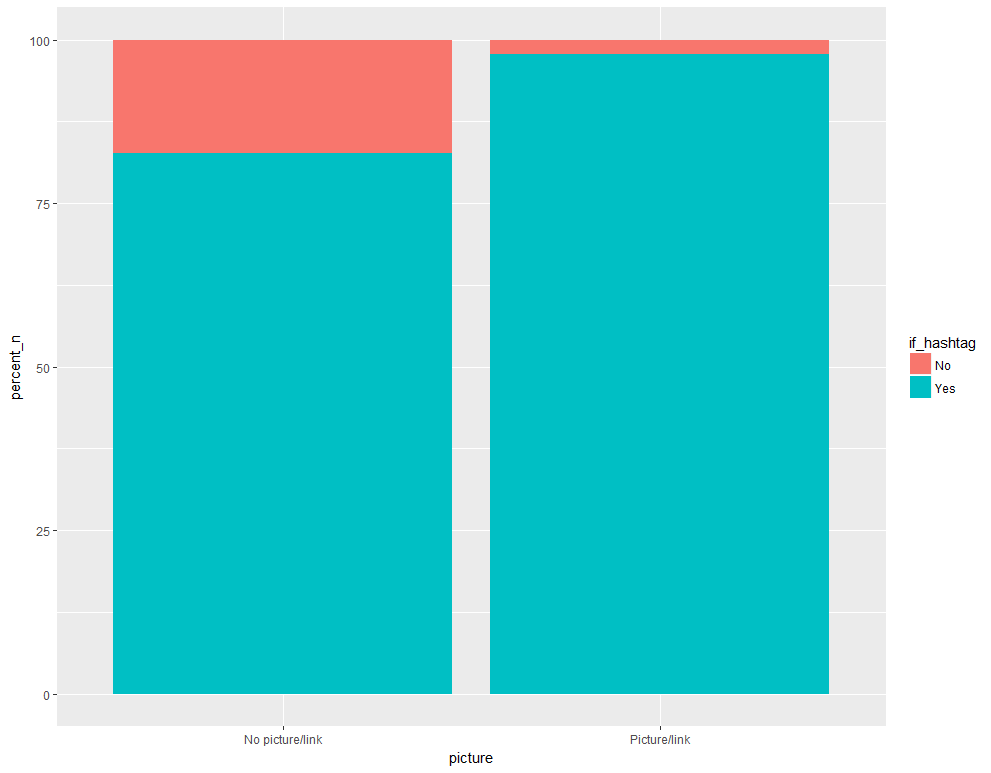 100
75
50
25
0
percent_n
No picture/link
Picture/link
picture
if_hashtag
No
Yes